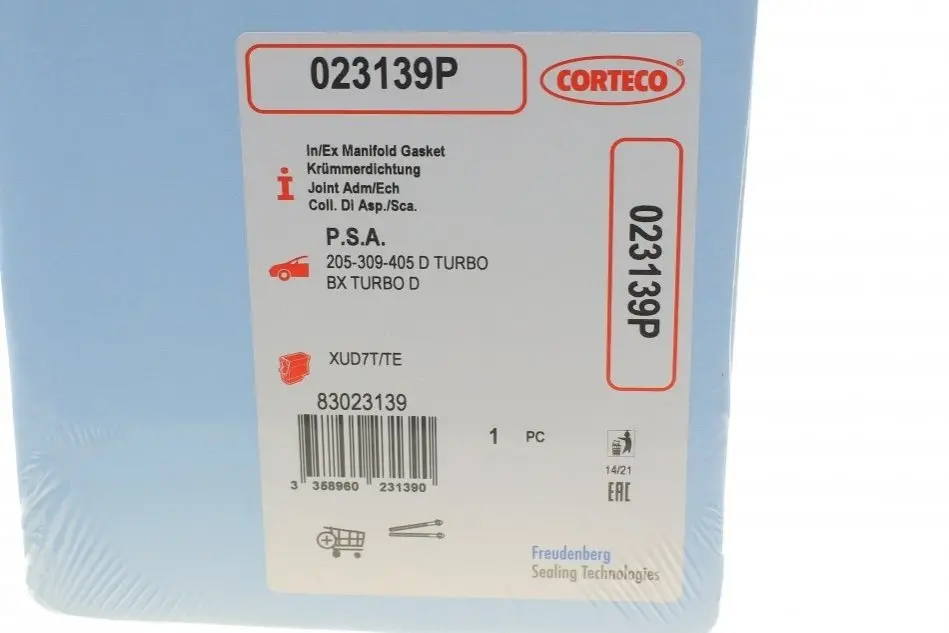 023139P
CORTECO®
In/Ex Manifold Gasket
Krümmerdichtung
Joint Adm/Ech
Coll. Di Asp./Sca.
P.S.A.
205-309-405 D TURBO
BX TURBO D
023139P
XUD7T/TE
83023139
1 PC
3 358960 231390
14/21
EAC
Freudenberg
Sealing Technologies